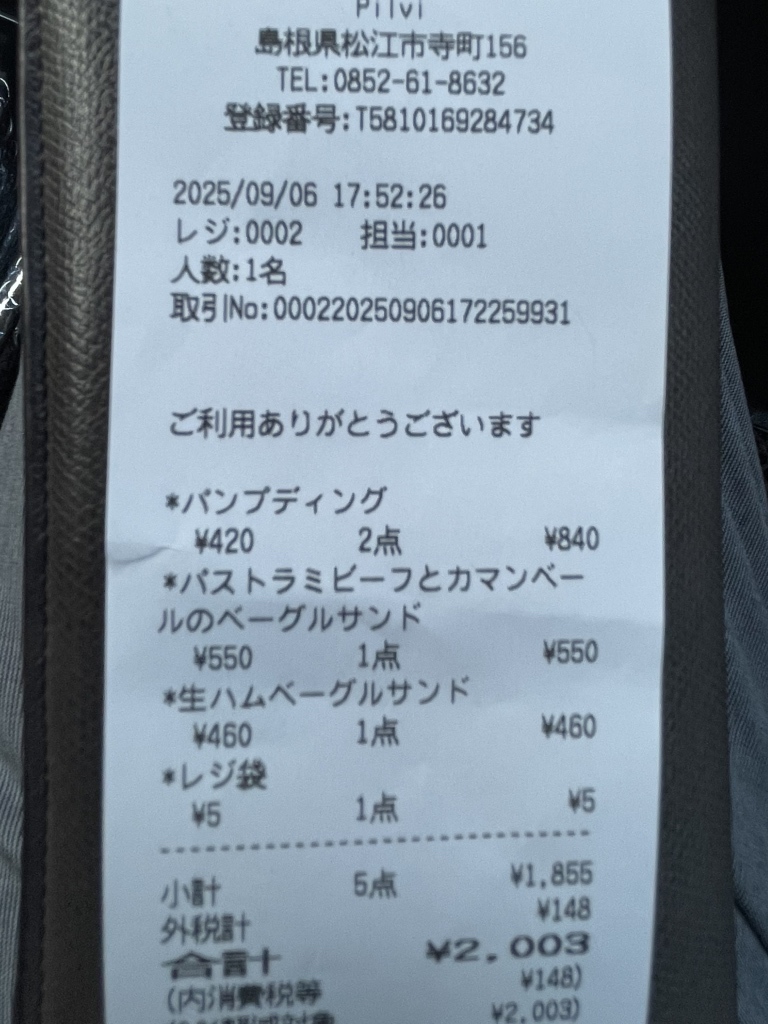 Pilvi
島根県松江市寺町156
TEL:0852-61-8632
登録番号:T5810169284734
2025/09/06 17:52:26
レジ:0002 担当:0001
人数:1名
取引No:000220250906172259931
ご利用ありがとうございます
*パンプディング
¥420 2点 ¥840
*パストラミビーフとカマンベー
ルのベーグルサンド
¥550 1点 ¥550
*生ハムベーグルサンド
¥460 1点 ¥460
*レジ袋
¥5 1点 ¥5
小計 5点 ¥1,855
外税計 ¥148
合計 ¥2,003
(内消費税等 ¥148)
¥2,003)